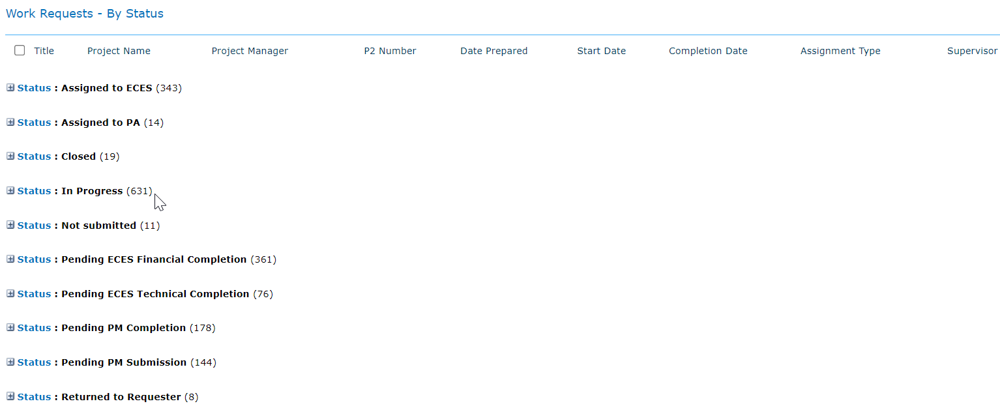 Work Requests - By Status
Title Project Name Project Manager P2 Number Date Prepared Start Date Completion Date Assignment Type Supervisor
Status : Assigned to ECES (343)
Status : Assigned to PA (14)
Status : Closed (19)
Status : In Progress (631)
Status : Not submitted (11)
Status : Pending ECES Financial Completion (361)
Status : Pending ECES Technical Completion (76)
Status : Pending PM Completion (178)
Status : Pending PM Submission (144)
Status : Returned to Requester (8)